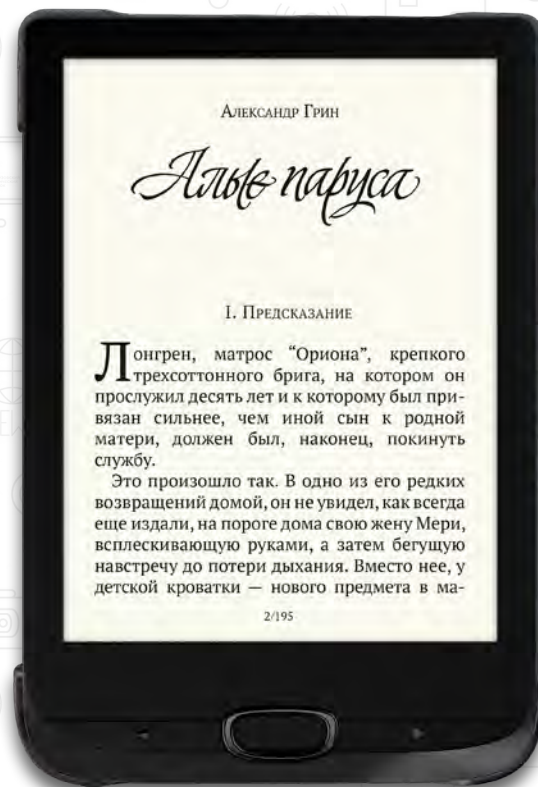 Александр Грин
Алые паруса
I. Предсказание
Лонгрен, матрос "Ориона", крепкого
трехсоттонного брига, на котором он
прослужил десять лет и к которому был при-
вязан сильнее, чем иной сын к родной
матери, должен был, наконец, покинуть
службу.
Это произошло так. В одно из его редких
возвращений домой, он не увидел, как всегда
еще издали, на пороге дома свою жену Мери,
всплескивающую руками, а затем бегущую
навстречу до потери дыхания. Вместо нее, у
детской кроватки — нового предмета в ма-
2/195